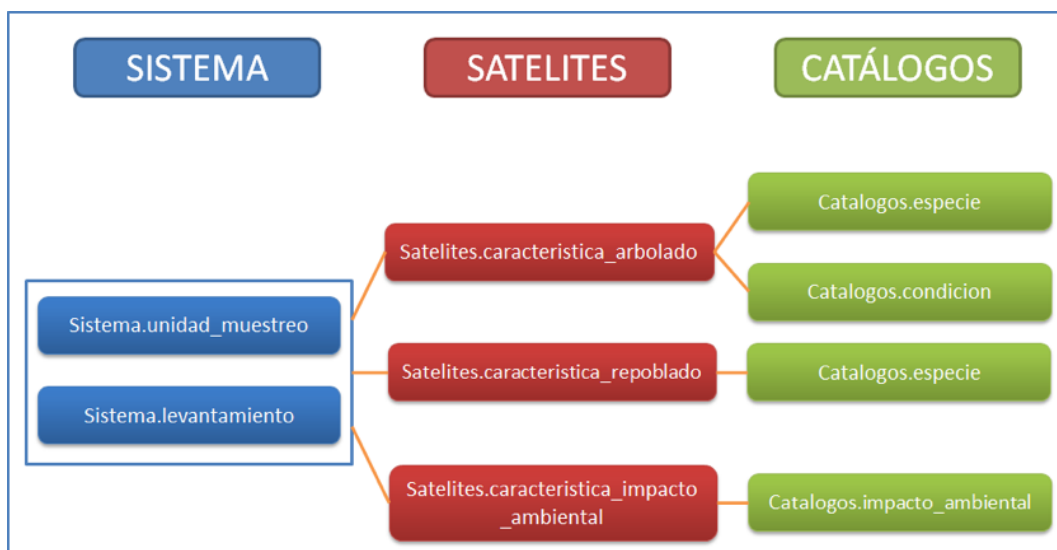 SISTEMA
SATELITES
CATÁLOGOS
Sistema.unidad_muestreo
Sistema.levantamiento
Satelites.caracteristica_arbolado
Satelites.caracteristica_repoblado
Satelites.caracteristica_impacto
_ambiental
Catalogos.especie
Catalogos.condicion
Catalogos.especie
Catalogos.impacto_ambiental